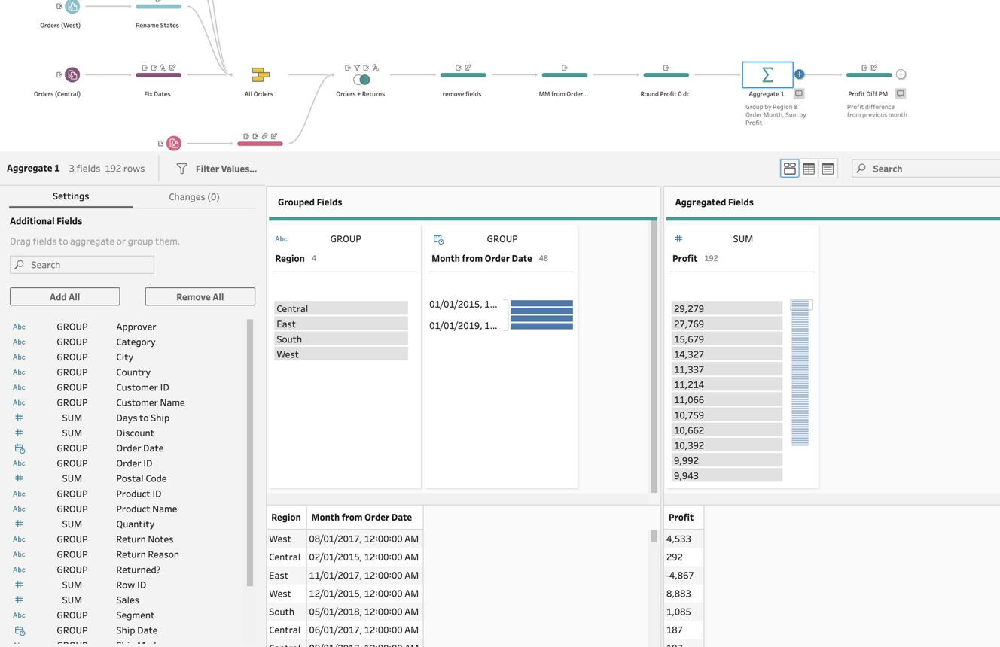 Orders (West)
Rename States
Orders (Central)
Fix Dates
All Orders
Orders + Returns
remove fields
MM from Order...
Round Profit 0 dc
Aggregate 1
Profit Diff PM
Group by Region &
Order Month, Sum by
Profit
Profit difference
from previous month
Aggregate 1 3 fields 192 rows
Filter Values...
Search
Settings
Changes (0)
Additional Fields
Drag fields to aggregate or group them.
Search
Add All
Remove All
Abc GROUP Approver
Abc GROUP Category
Abc GROUP City
Abc GROUP Country
Abc GROUP Customer ID
Abc GROUP Customer Name
# SUM Days to Ship
# SUM Discount
GROUP Order Date
Abc GROUP Order ID
# SUM Postal Code
Abc GROUP Product ID
Abc GROUP Product Name
# SUM Quantity
Abc GROUP Return Notes
Abc GROUP Return Reason
Abc GROUP Returned?
# SUM Row ID
# SUM Sales
Abc GROUP Segment
GROUP Ship Date
Grouped Fields
Abc GROUP
Region 4
Central
East
South
West
GROUP
Month from Order Date 48
01/01/2015, 1...
01/01/2019, 1...
Aggregated Fields
# SUM
Profit 192
29,279
27,769
15,679
14,327
11,337
11,214
11,066
10,759
10,662
10,392
9,992
9,943
Region Month from Order Date Profit
West 08/01/2017, 12:00:00 AM 4,533
Central 02/01/2015, 12:00:00 AM 292
East 11/01/2017, 12:00:00 AM -4,867
West 12/01/2015, 12:00:00 AM 8,883
South 05/01/2018, 12:00:00 AM 1,085
Central 06/01/2017, 12:00:00 AM 187